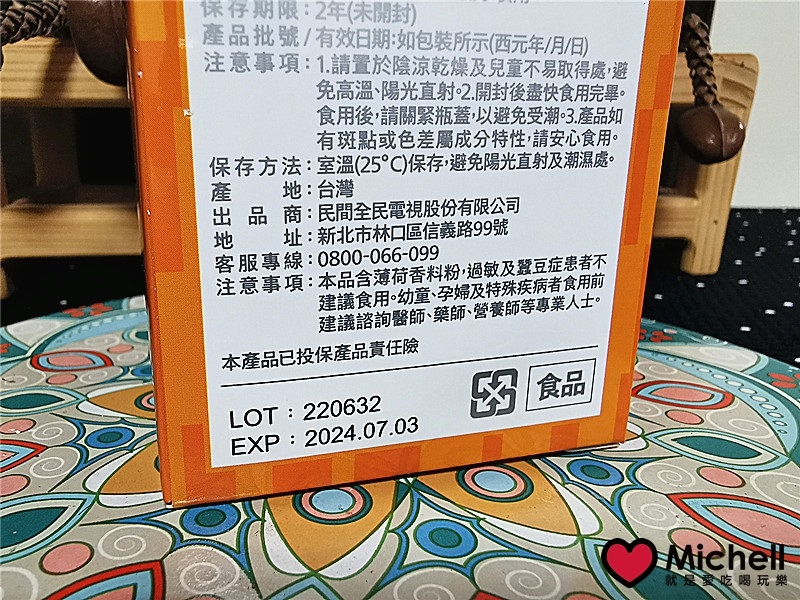 保存期限：2年(未開封)
產品批號/有效日期:如包裝所示(西元年/月/日)
注意事項：1.請置於陰涼乾燥及兒童不易取得處,避
免高溫、陽光直射。2.開封後盡快食用完畢。
食用後,請關緊瓶蓋,以避免受潮。3.產品如
有斑點或色差屬成分特性,請安心食用。
保存方法：室溫(25°C)保存,避免陽光直射及潮濕處。
產地：台灣
出品商：民間全民電視股份有限公司
地址：新北市林口區信義路99號
客服專線：0800-066-099
注意事項：本品含薄荷香料粉,過敏及蠶豆症患者不
建議食用。幼童、孕婦及特殊疾病者食用前
建議諮詢醫師、藥師、營養師等專業人士。
本產品已投保產品責任險
食品
LOT：220632
EXP：2024.07.03
Michell
就是愛吃喝玩樂